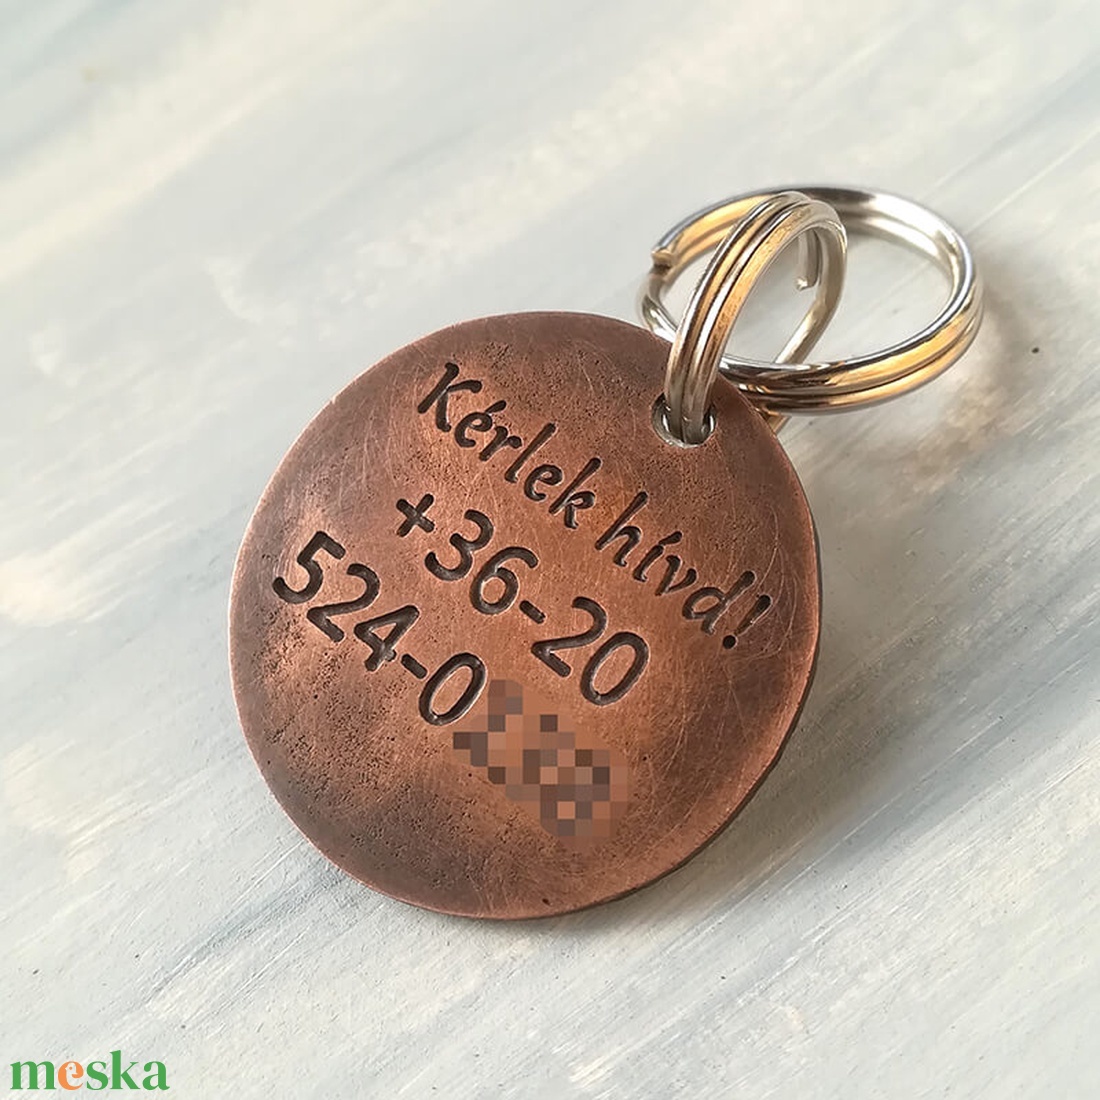 Kérlek hívd!
+36-20
524-0
meska